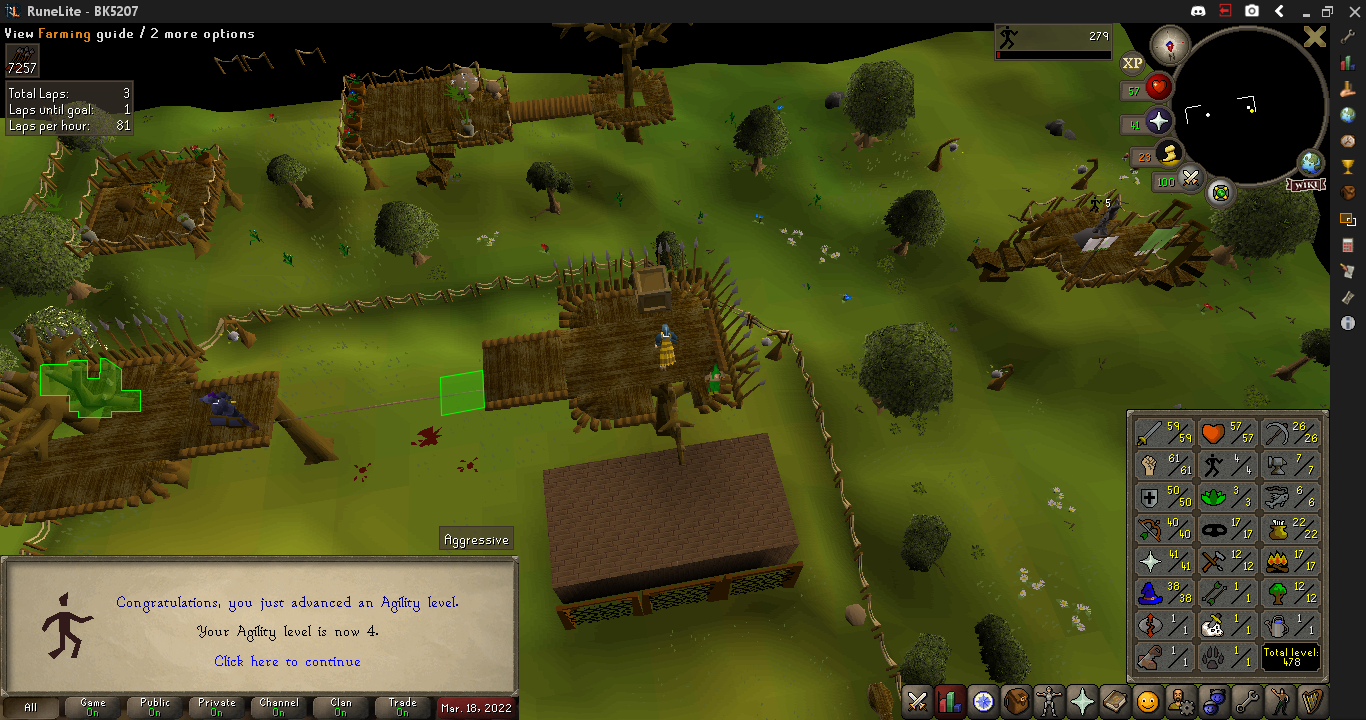 RuneLite - BK5207
View Farming guide / 2 more options
7257
Total Laps: 3
Laps until goal: 1
Laps per hour: 81
279
XP
57
41
23
100
WIKI
5
59/59 57/57 26/26
61/61 4/4 7/7
50/50 3/3 6/6
40/40 17/17 22/22
41/41 12/12 17/17
38/38 1/1 12/12
1/1 1/1 1/1
1/1 1/1 Total level: 478
Aggressive
Congratulations, you just advanced an Agility level.
Your Agility level is now 4.
Click here to continue
All
Game On
Public On
Private On
Channel On
Clan On
Trade On
Mar. 18, 2022